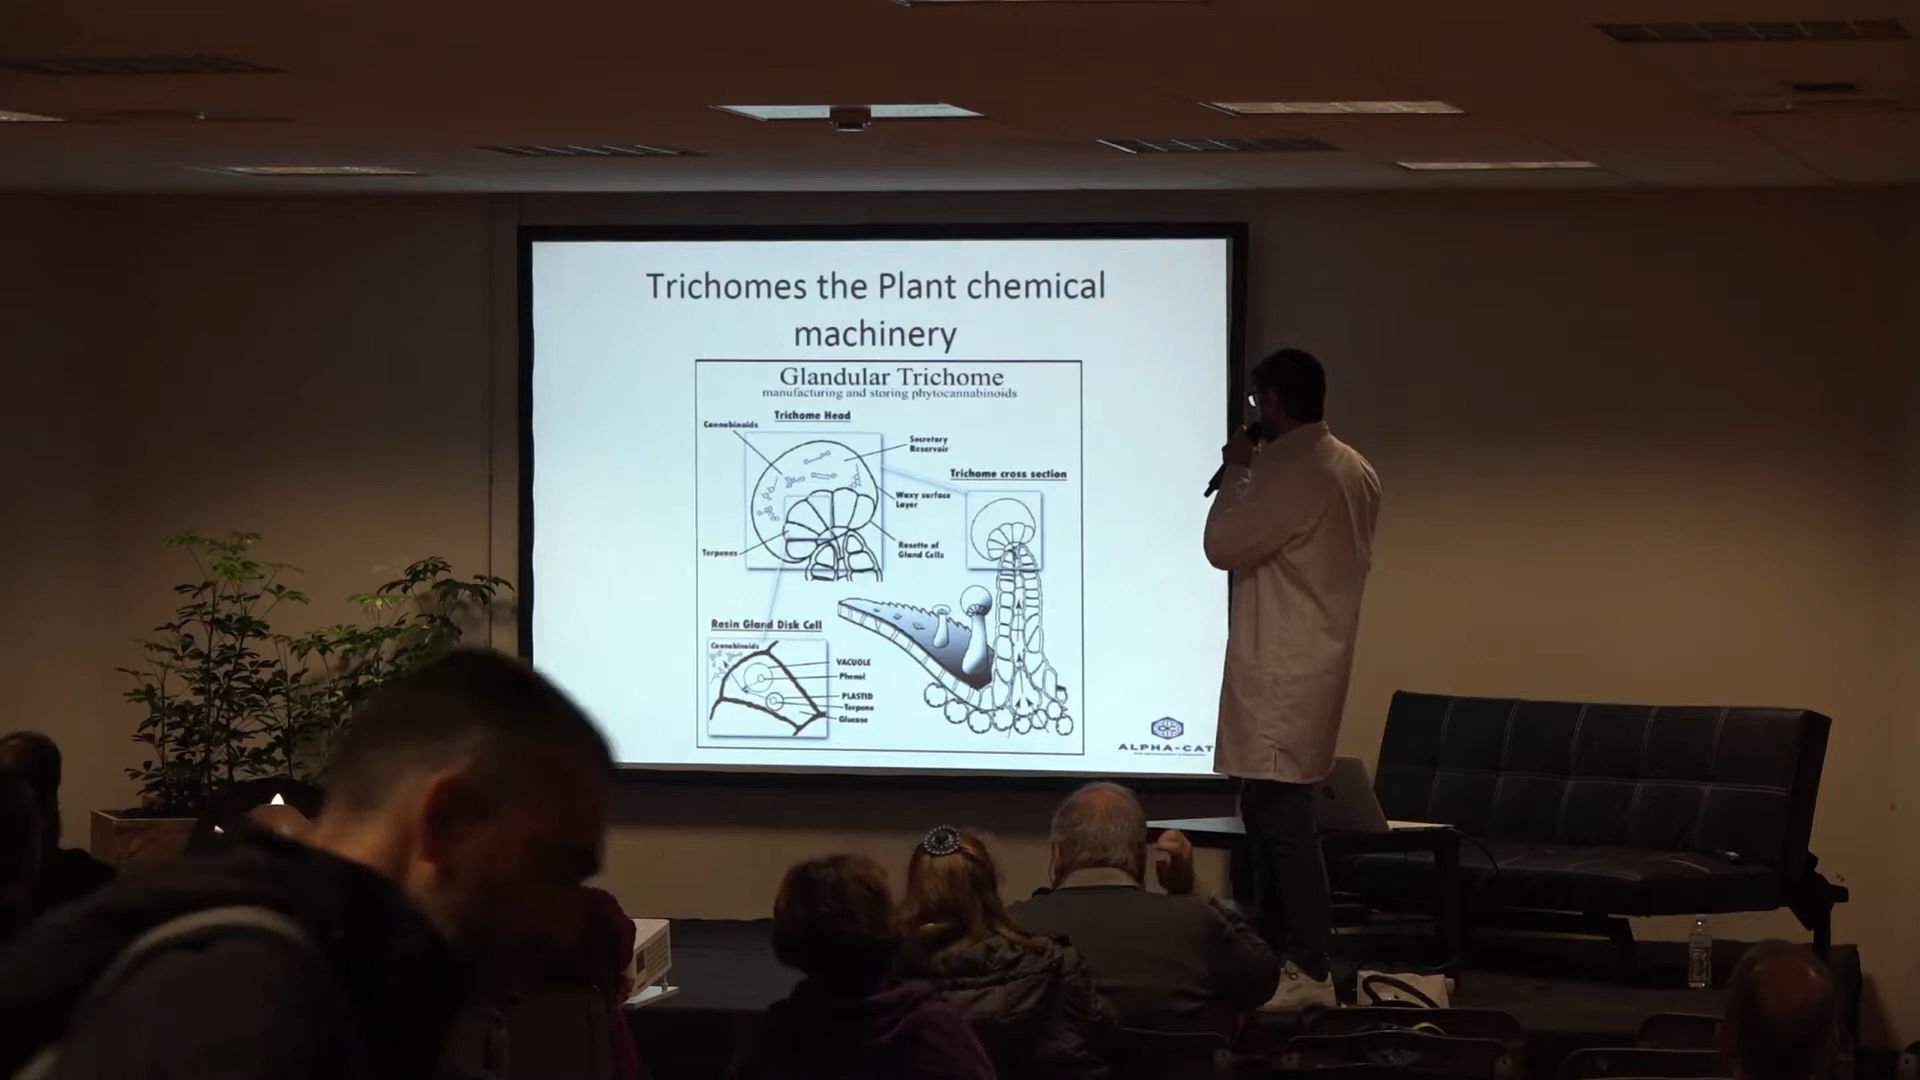 Trichomes the Plant chemical
machinery
Glandular Trichome
manufacturing and storing phytocannabinoids
Trichome Head
Cannabinoids
Secretory
Reservoir
Trichome cross section
Waxy surface
Layer
Rosette of
Gland Cells
Terpenes
Resin Gland Disk Cell
Cannabinoids
VACUOLE
Phenol
PLASTID
Terpene
Glucose
ALPHA-CAT